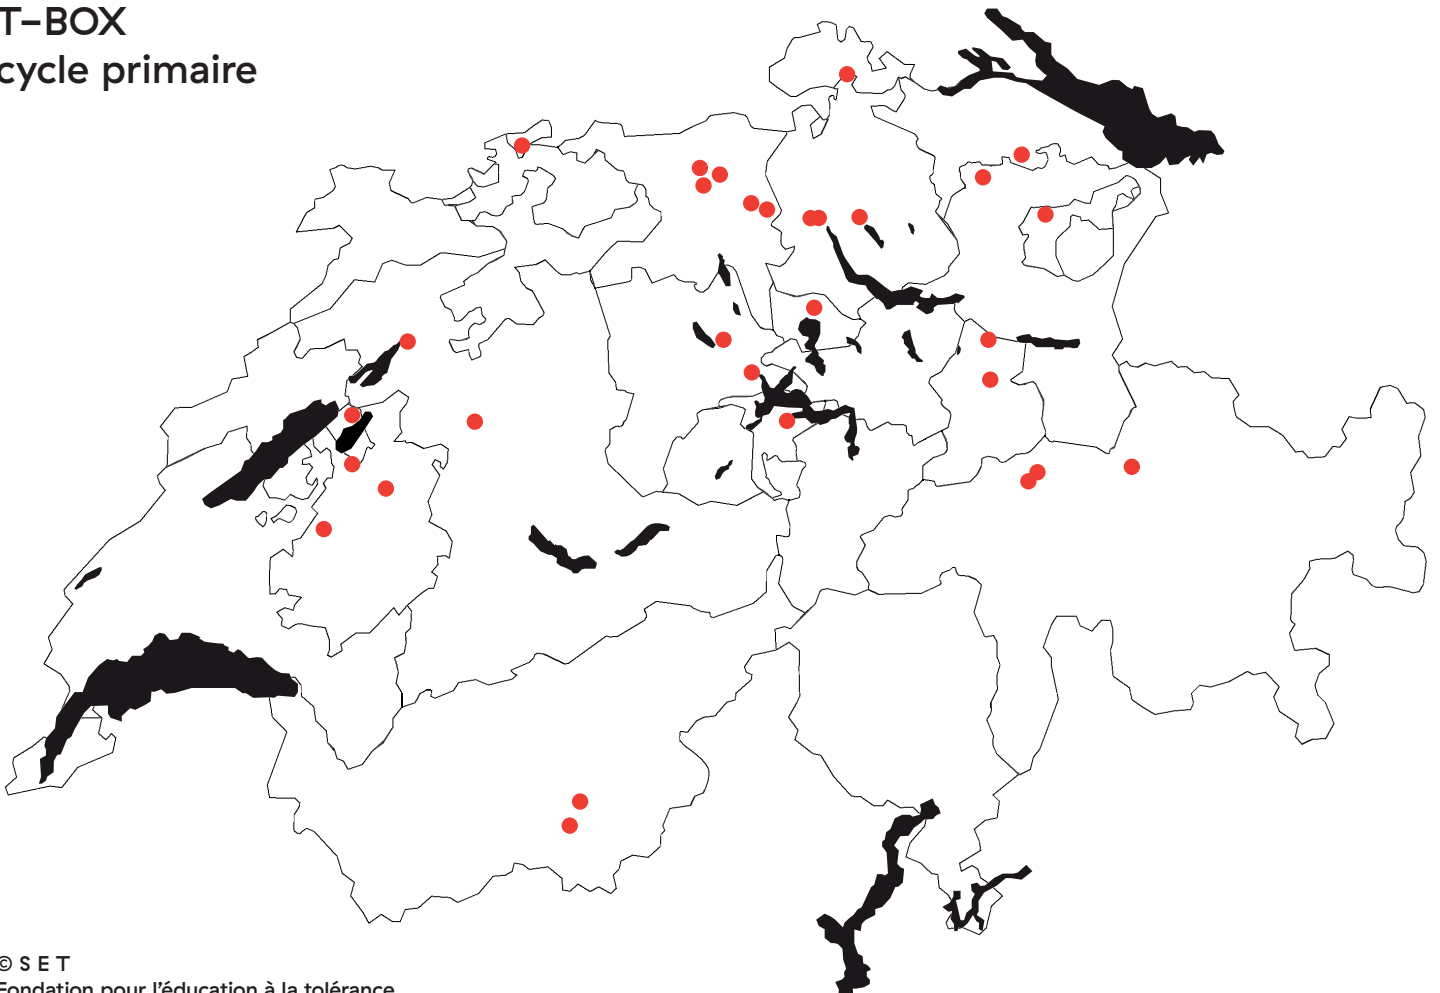 T–BOX
cycle primaire
© S E T
Fondation pour l'éducation à la tolérance